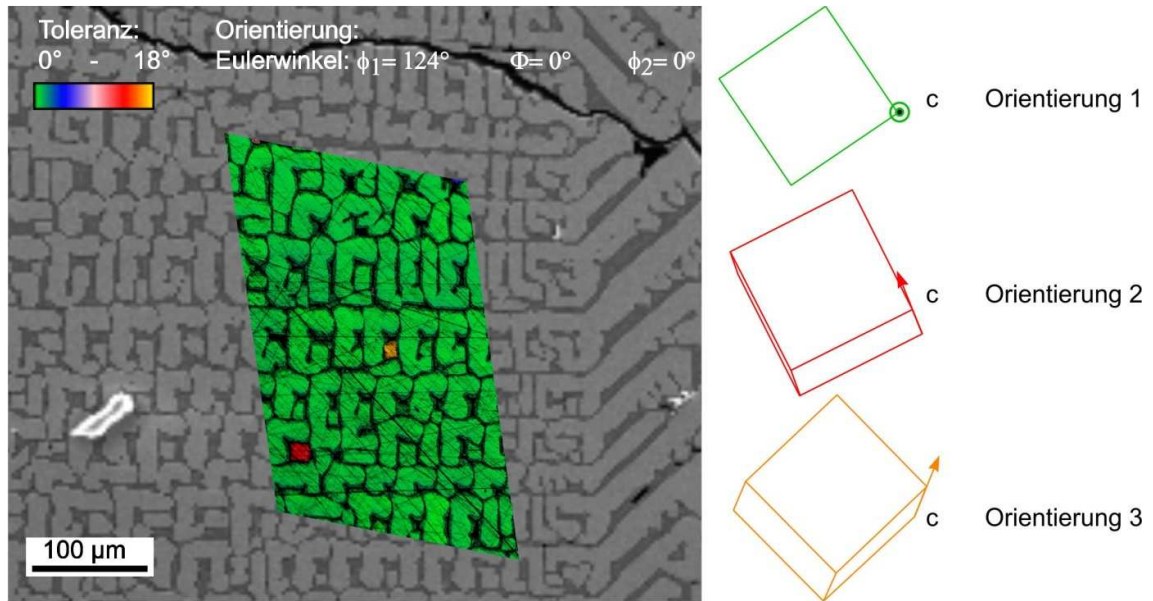 Toleranz: Orientierung:
0° - 18° Eulerwinkel: ϕ1= 124° Φ= 0° ϕ2= 0°
c Orientierung 1
c Orientierung 2
c Orientierung 3
100 µm